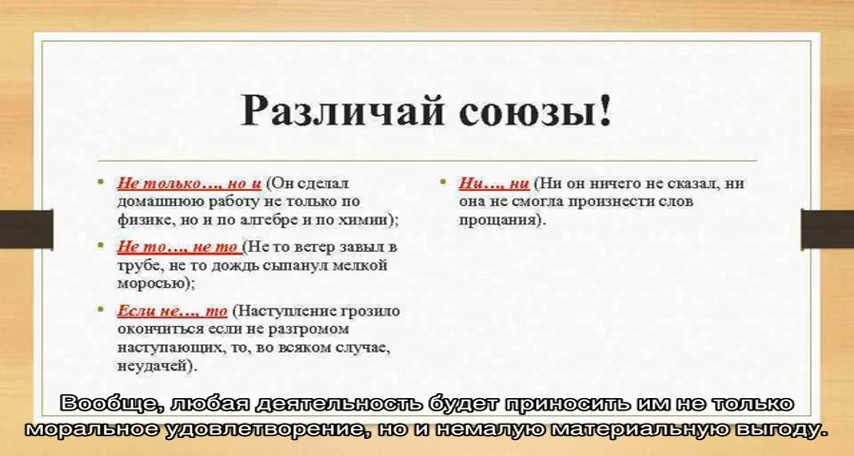 Различай союзы!
Не только…, но и (Он сделал
домашнюю работу не только по
физике, но и по алгебре и по химии);
Не то…, не то (Не то ветер завыл в
трубе, не то дождь сыпанул мелкой
моросью);
Если не…, то (Наступление грозило
окончиться если не разгромом
наступающих, то, во всяком случае,
неудачей).
Ни…, ни (Ни он ничего не сказал, ни
она не смогла произнести слов
прощания).
Вообще, любая деятельность будет приносить им не только
моральное удовлетворение, но и немалую материальную выгоду.